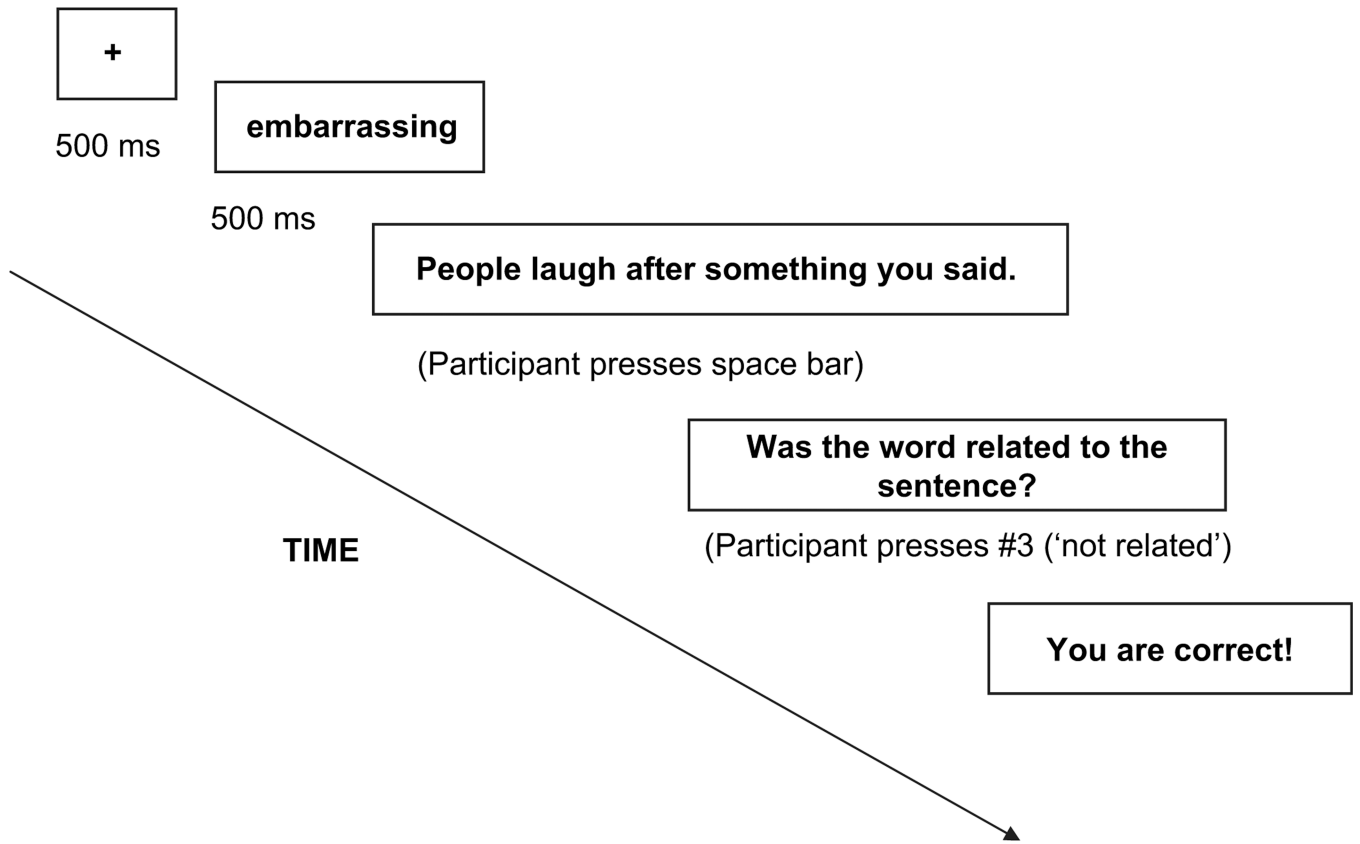 +
500 ms
embarrassing
500 ms
People laugh after something you said.
(Participant presses space bar)
Was the word related to the
sentence?
(Participant presses #3 (‘not related’)
TIME
You are correct!